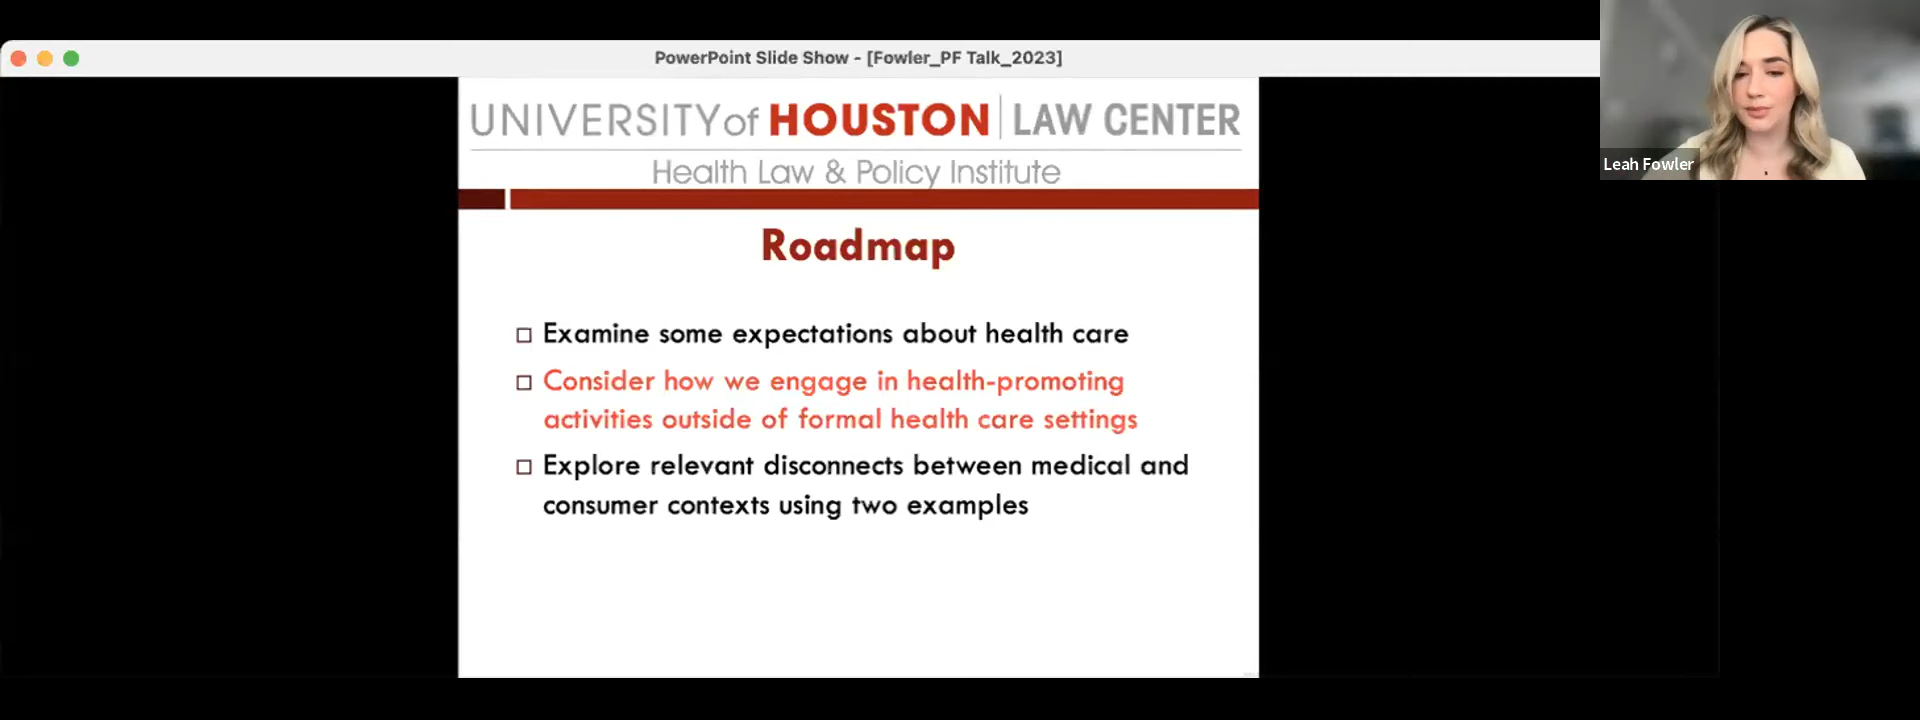 PowerPoint Slide Show - [Fowler_PF Talk_2023]
UNIVERSITY of HOUSTON | LAW CENTER
Health Law & Policy Institute
Leah Fowler
Roadmap
Examine some expectations about health care
Consider how we engage in health-promoting
activities outside of formal health care settings
Explore relevant disconnects between medical and
consumer contexts using two examples